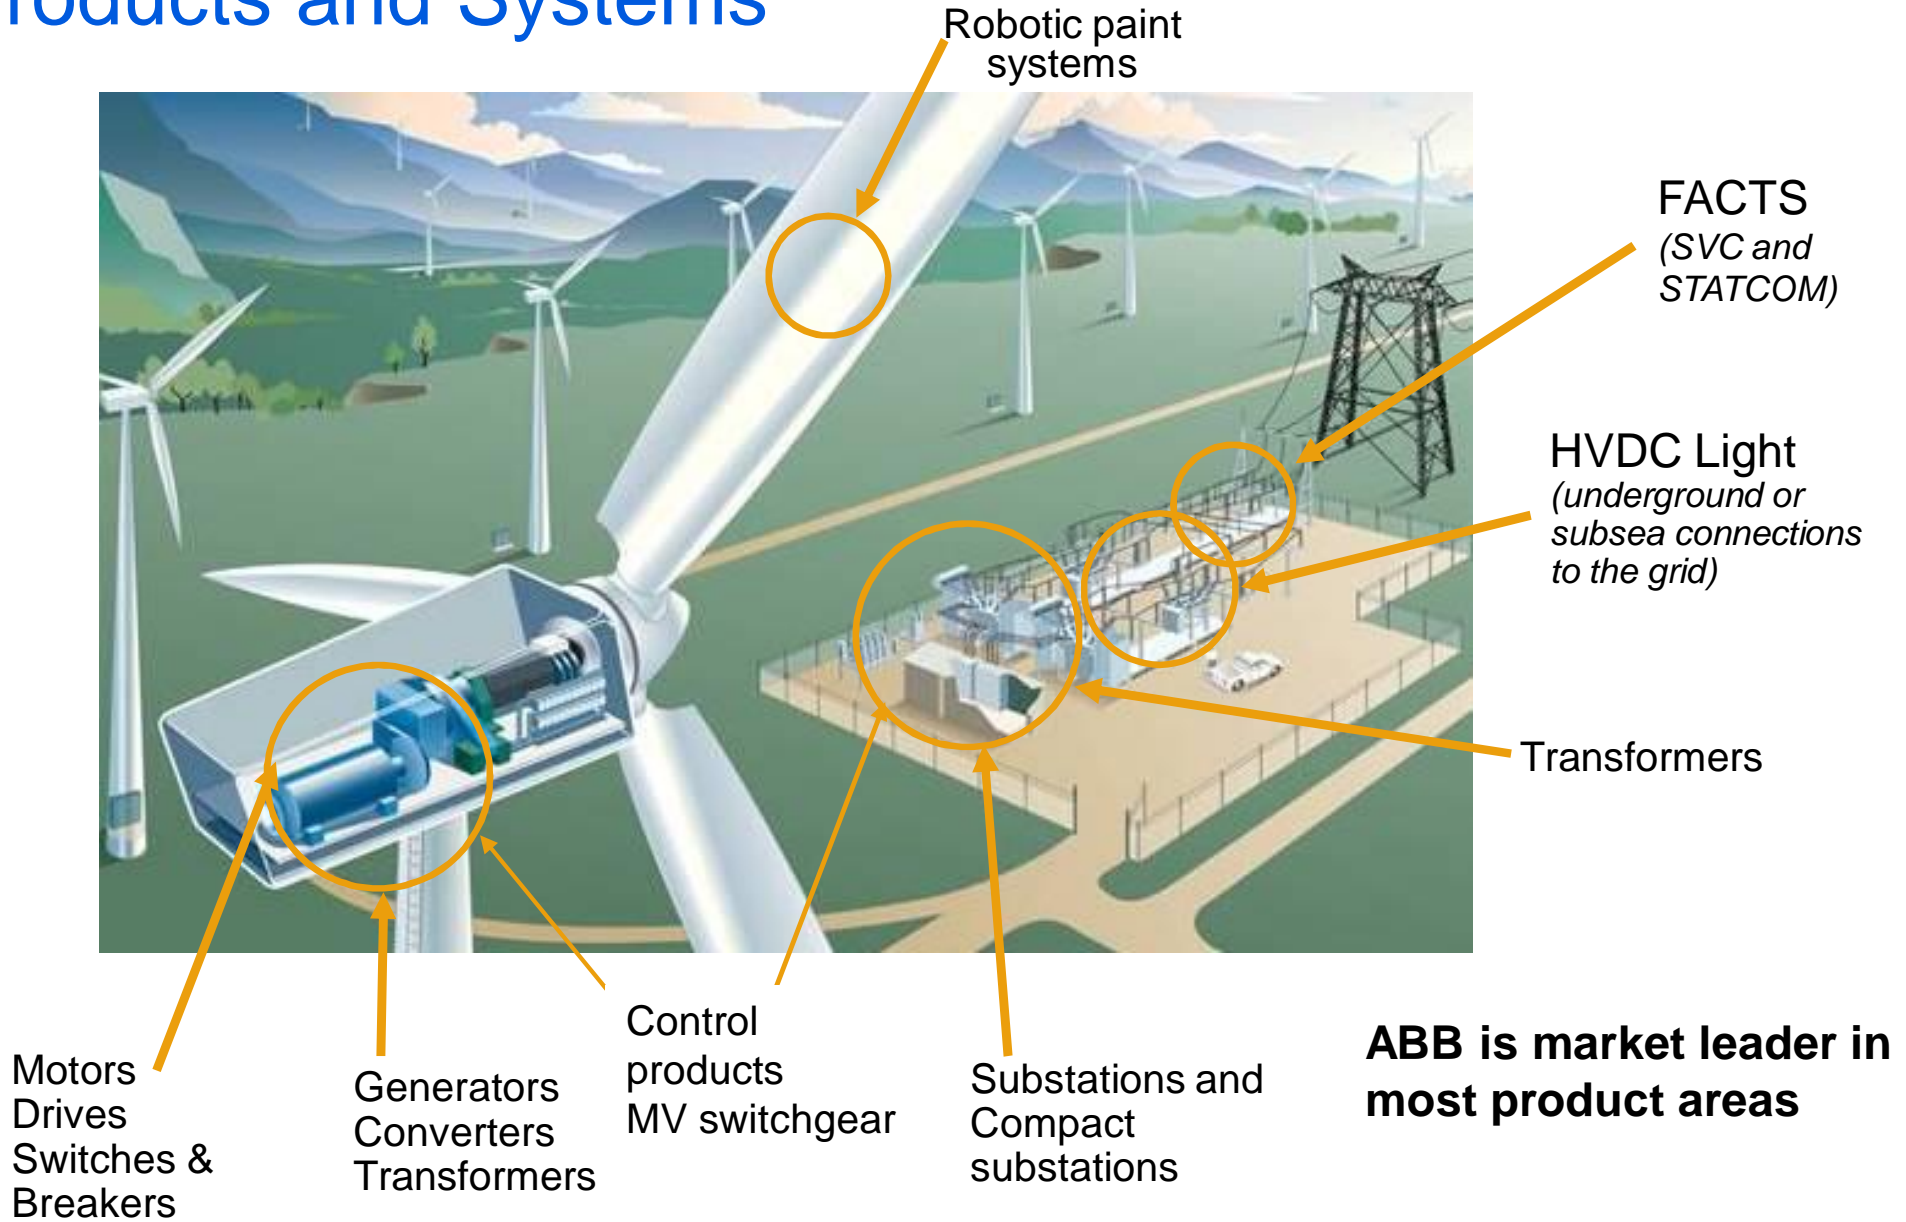 roducts and Systems
Robotic paint
systems
FACTS
(SVC and
STATCOM)
HVDC Light
(underground or
subsea connections
to the grid)
Transformers
Motors
Drives
Switches &
Breakers
Generators
Converters
Transformers
Control
products
MV switchgear
Substations and
Compact
substations
ABB is market leader in
most product areas